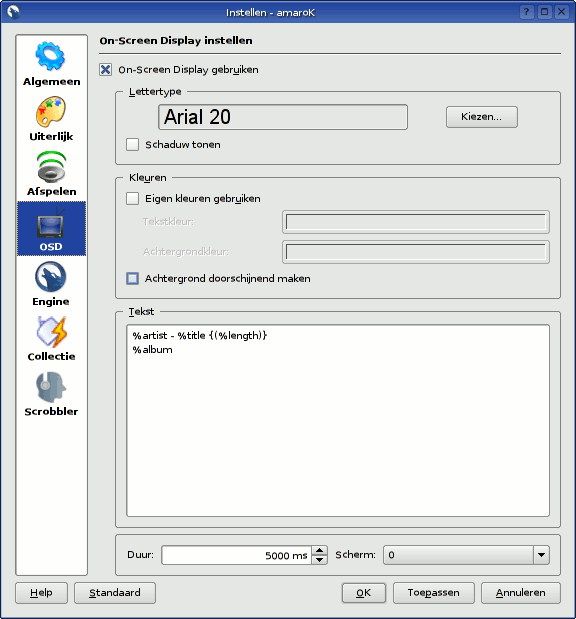 Instellen - amaroK
On-Screen Display instellen
Algemeen
Uiterlijk
Afspelen
OSD
Engine
Collectie
Scrobbler
On-Screen Display gebruiken
Lettertype
Arial 20
Kiezen...
Schaduw tonen
Kleuren
Eigen kleuren gebruiken
Tekstkleur:
Achtergrondkleur:
Achtergrond doorschijnend maken
Tekst
%artist - %title {(%length)}
%album
Duur: 5000 ms Scherm: 0
Help Standaard OK Toepassen Annuleren